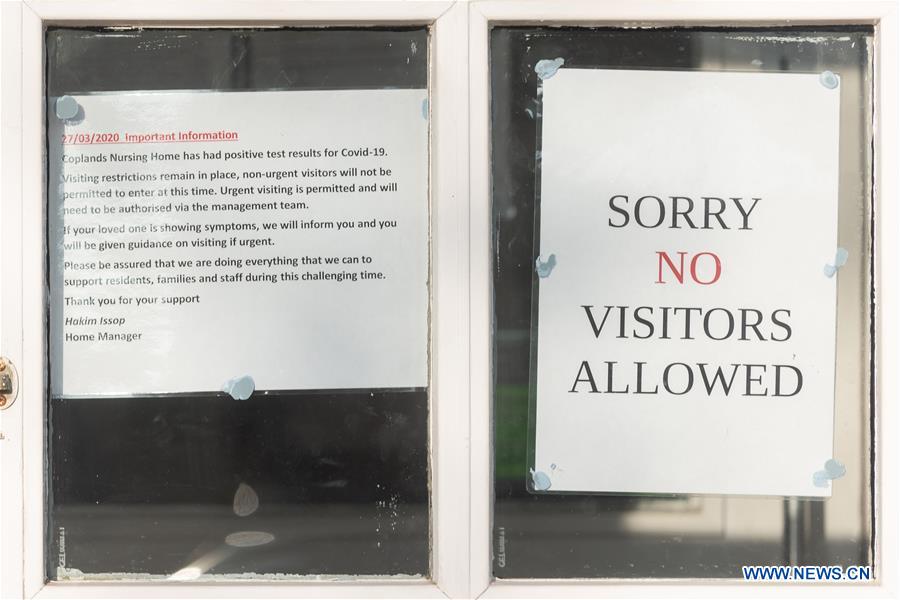 27/03/2020 Important Information
Coplands Nursing Home has had positive test results for Covid-19.
Visiting restrictions remain in place, non-urgent visitors will not be
permitted to enter at this time. Urgent visiting is permitted and will
need to be authorised via the management team.
If your loved one is showing symptoms, we will inform you and you
will be given guidance on visiting if urgent.
Please be assured that we are doing everything that we can to
support residents, families and staff during this challenging time.
Thank you for your support
Hakim Issop
Home Manager
SORRY
NO
VISITORS
ALLOWED
WWW.NEWS.CN